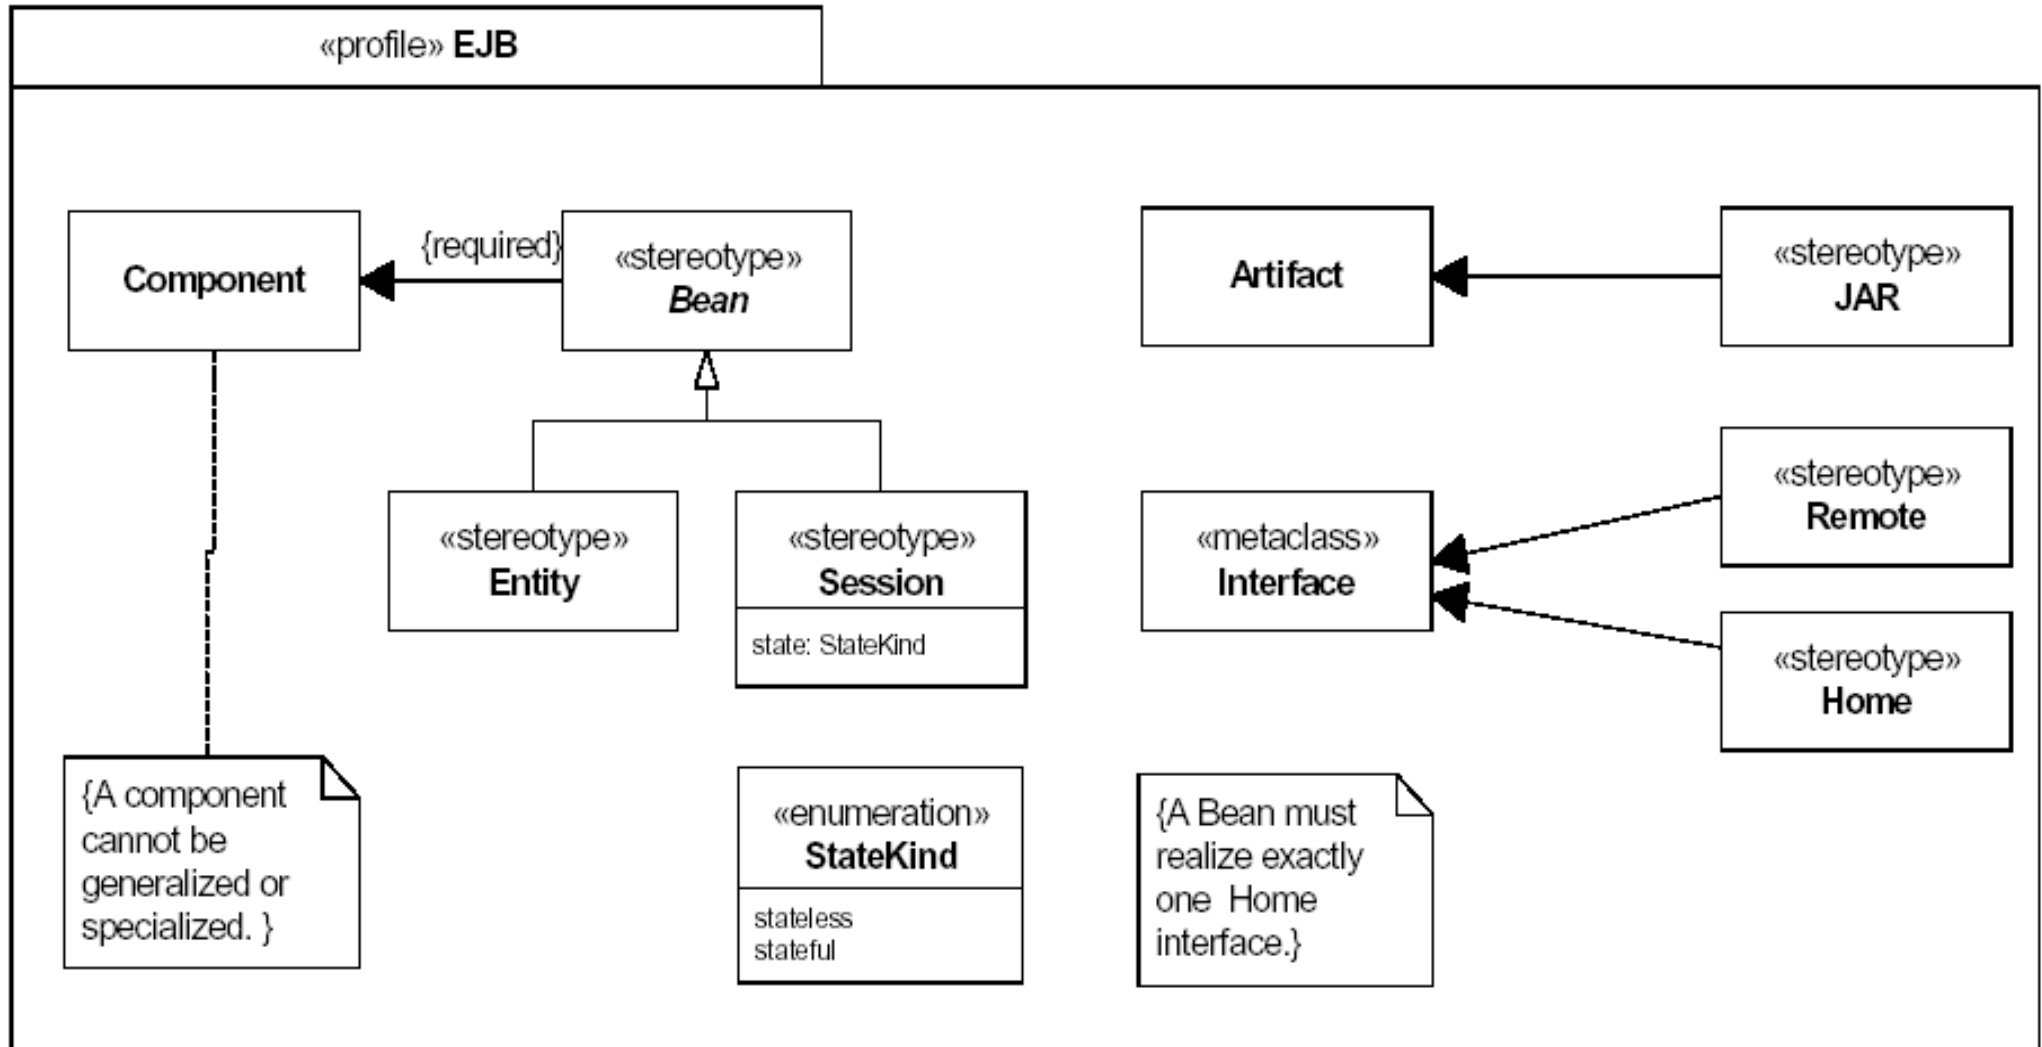 «profile» EJB
Component
{required}
«stereotype»
Bean
Artifact
«stereotype»
JAR
«stereotype»
Entity
«stereotype»
Session
state: StateKind
«metaclass»
Interface
«stereotype»
Remote
«stereotype»
Home
{A component
cannot be
generalized or
specialized. }
«enumeration»
StateKind
stateless
stateful
{A Bean must
realize exactly
one Home
interface.}